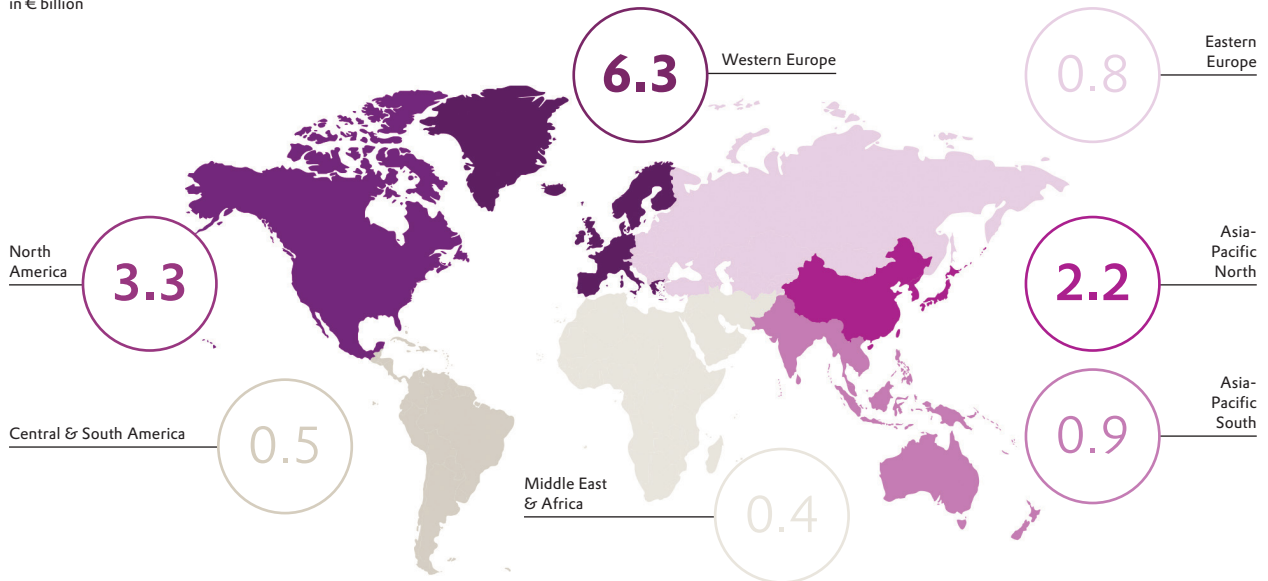 in € billion
6.3
Western Europe
0.8
Eastern
Europe
North
America
3.3
2.2
Asia-
Pacific
North
Central & South America
0.5
0.9
Asia-
Pacific
South
Middle East
& Africa
0.4